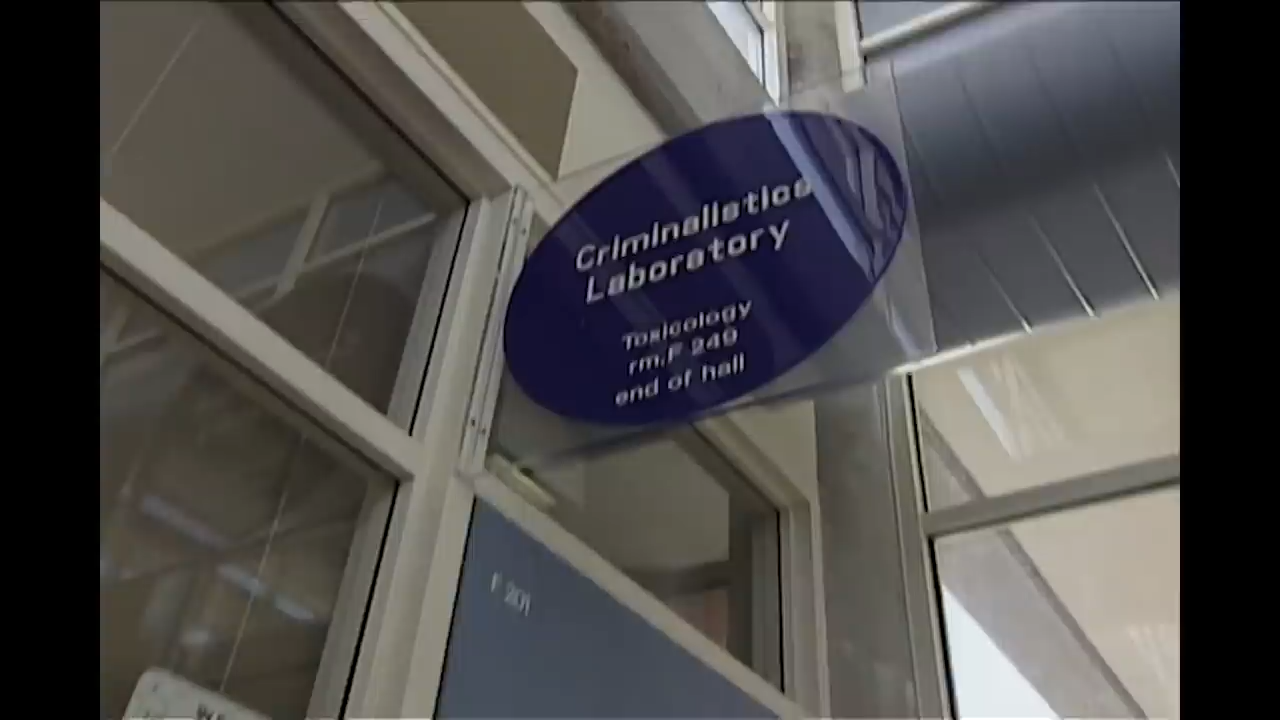 Criminalistics
Laboratory
Toxicology
rm.F 249
end of hall
F 201